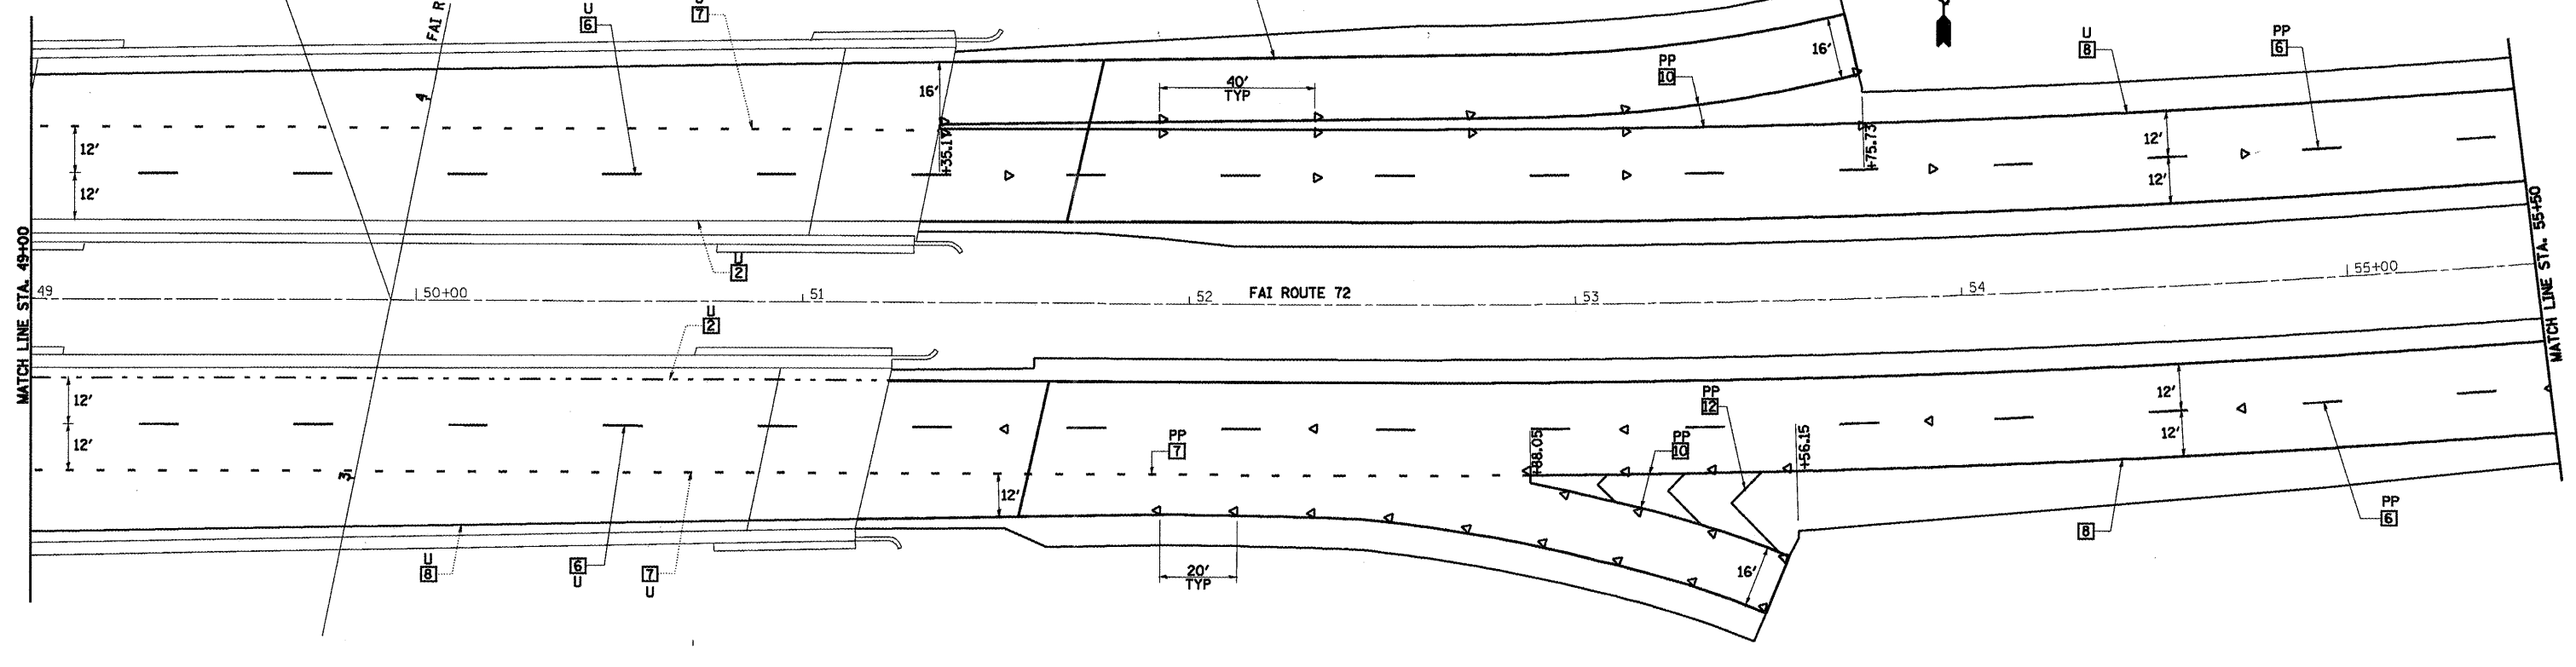 FAI R
U
6
7
16'
U
8
PP
6
PP
10
40'
TYP
16'
4
12'
12'
+35.17
+75.73
12'
12'
MATCH LINE STA. 49+00
MATCH LINE STA. 55+50
U
2
49
50+00
51
52
FAI ROUTE 72
53
54
55+00
U
2
12'
12'
3
PP
7
12'
+88.05
PP
12
PP
10
+56.15
12'
12'
PP
6
8
U
8
6
U
7
U
20'
TYP
16'